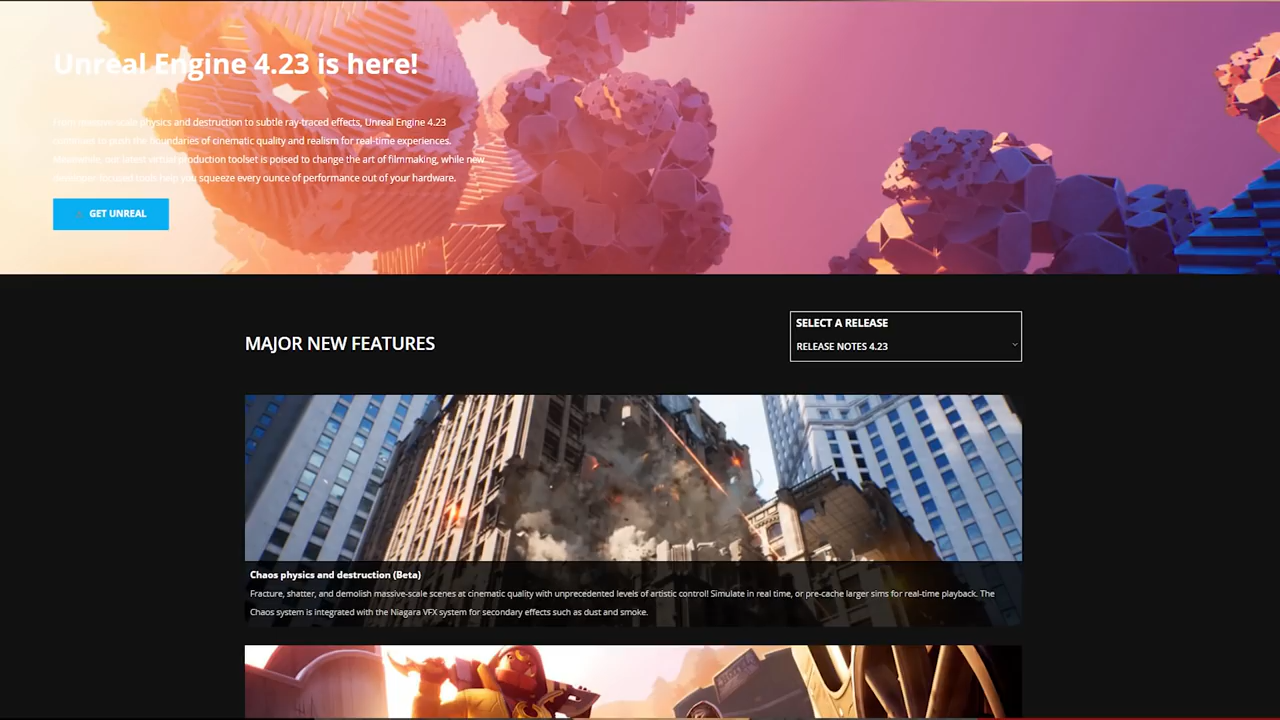 Unreal Engine 4.23 is here!
physics and destruction to subtle ray-traced effects, Unreal Engine 4.23
to push the boundaries of cinematic quality and realism for real-time experiences.
Meanwhile, our latest virtual production toolset is poised to change the art of filmmaking, while new
developer-focused tools help you squeeze every ounce of performance out of your hardware.
GET UNREAL
MAJOR NEW FEATURES
SELECT A RELEASE
RELEASE NOTES 4.23
Chaos physics and destruction (Beta)
Fracture, shatter, and demolish massive-scale scenes at cinematic quality with unprecedented levels of artistic control! Simulate in real time, or pre-cache larger sims for real-time playback. The
Chaos system is integrated with the Niagara VFX system for secondary effects such as dust and smoke.
HOTEL